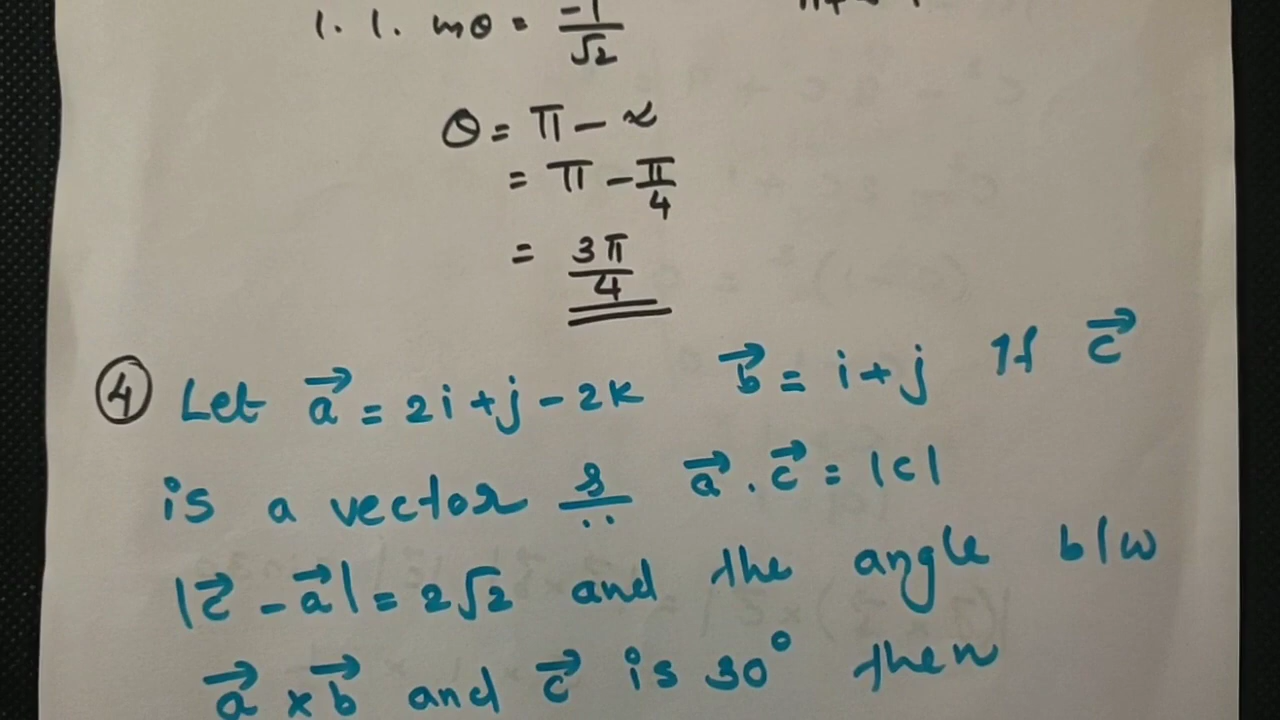 1. 1. mθ = -1/√2
θ = π - α
= π - π/4
= 3π/4
④ Let a⃗ = 2i + j - 2k b⃗ = i + j If c⃗
is a vector a⃗ . c⃗ = |c|
|c⃗ - a⃗| = 2√2 and the angle b/w
a⃗ × b⃗ and c⃗ is 30° then